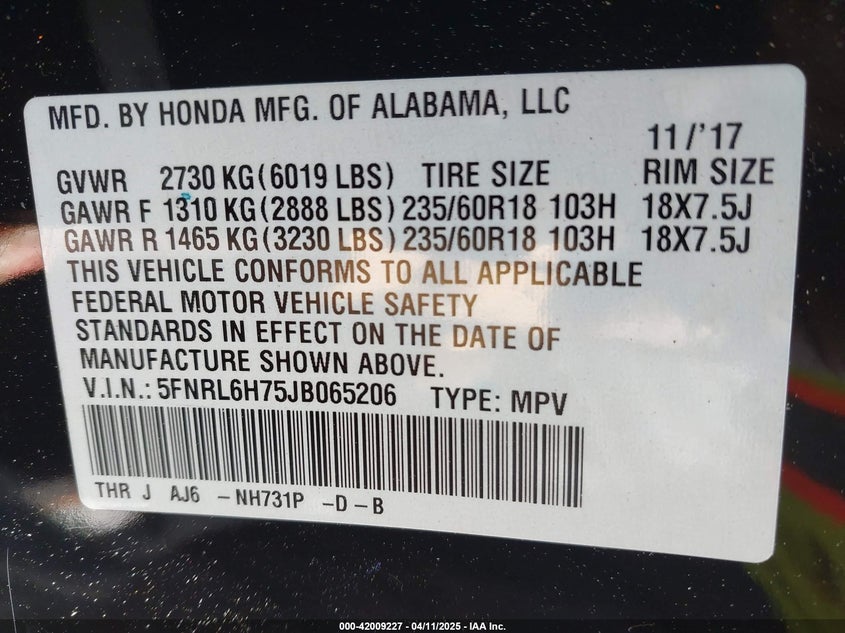 MFD. BY HONDA MFG. OF ALABAMA, LLC
11/'17
GVWR 2730 KG(6019 LBS) TIRE SIZE RIM SIZE
GAWR F 1310 KG(2888 LBS) 235/60R18 103H 18X7.5J
GAWR R 1465 KG(3230 LBS) 235/60R18 103H 18X7.5J
THIS VEHICLE CONFORMS TO ALL APPLICABLE
FEDERAL MOTOR VEHICLE SAFETY
STANDARDS IN EFFECT ON THE DATE OF
MANUFACTURE SHOWN ABOVE.
V.I.N.: 5FNRL6H75JB065206 TYPE: MPV
THR J AJ6 -NH731P -D-B
000-42009227 - 04/11/2025 - IAA Inc.